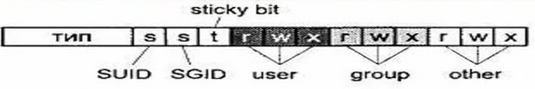 sticky bit
тип s s t r w x r w x r w x
SUID SGID user group other